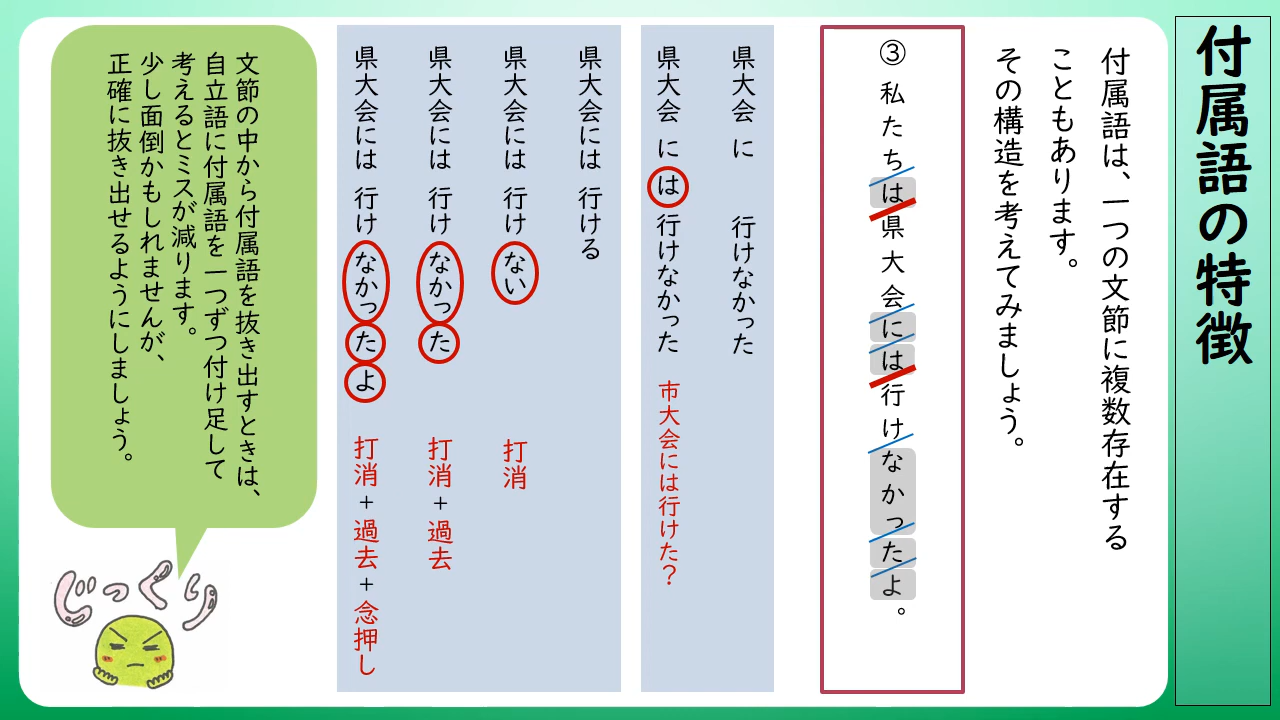 付属語の特徴
付属語は、一つの文節に複数存在する
こともあります。
その構造を考えてみましょう。
③ 私たちは県大会には行けなかったよ。
県大会 に 行けなかった
県大会 に は 行けなかった 市大会には行けた?
県大会には 行ける
県大会には 行け ない 打消
県大会には 行け なかっ た 打消+過去
県大会には 行け なかっ た よ 打消+過去+念押し
文節の中から付属語を抜き出すときは、
自立語に付属語を一つずつ付け足して
考えるとミスが減ります。
少し面倒かもしれませんが、
正確に抜き出せるようにしましょう。
じっくり